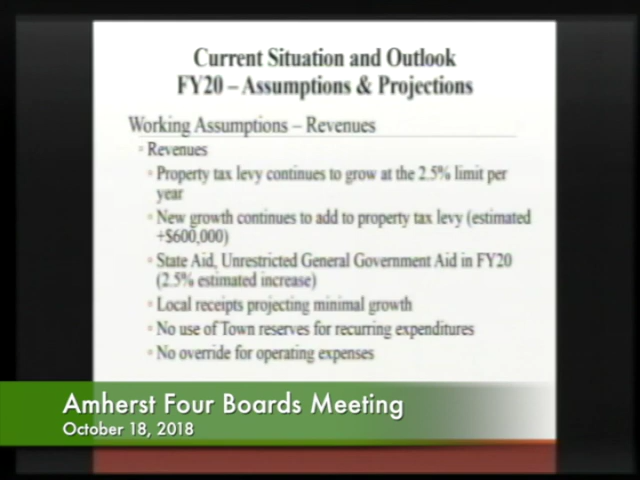 Current Situation and Outlook
FY20 – Assumptions & Projections
Working Assumptions – Revenues
Revenues
Property tax levy continues to grow at the 2.5% limit per
year
New growth continues to add to property tax levy (estimated
+$600,000)
State Aid, Unrestricted General Government Aid in FY20
(2.5% estimated increase)
Local receipts projecting minimal growth
No use of Town reserves for recurring expenditures
No override for operating expenses
Amherst Four Boards Meeting
October 18, 2018